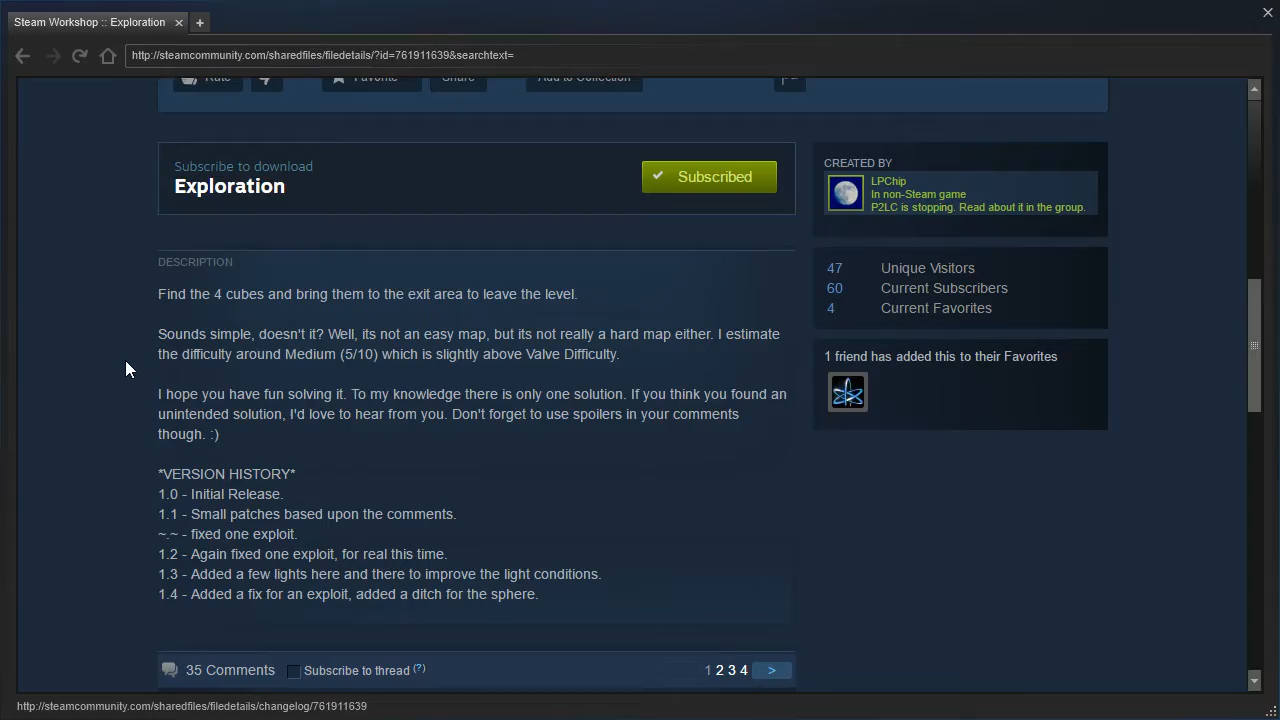 Steam Workshop :: Exploration
http://steamcommunity.com/sharedfiles/filedetails/?id=761911639&searchtext=
Rate
Favorite
Share
Add to Collection
Subscribe to download
Exploration
Subscribed
CREATED BY
LPChip
In non-Steam game
P2LC is stopping. Read about it in the group.
47 Unique Visitors
60 Current Subscribers
4 Current Favorites
1 friend has added this to their Favorites
DESCRIPTION
Find the 4 cubes and bring them to the exit area to leave the level.
Sounds simple, doesn't it? Well, its not an easy map, but its not really a hard map either. I estimate
the difficulty around Medium (5/10) which is slightly above Valve Difficulty.
I hope you have fun solving it. To my knowledge there is only one solution. If you think you found an
unintended solution, I'd love to hear from you. Don't forget to use spoilers in your comments
though. :)
*VERSION HISTORY*
1.0 - Initial Release.
1.1 - Small patches based upon the comments.
~.~ - fixed one exploit.
1.2 - Again fixed one exploit, for real this time.
1.3 - Added a few lights here and there to improve the light conditions.
1.4 - Added a fix for an exploit, added a ditch for the sphere.
35 Comments Subscribe to thread (?) 1 2 3 4 >
http://steamcommunity.com/sharedfiles/filedetails/changelog/761911639